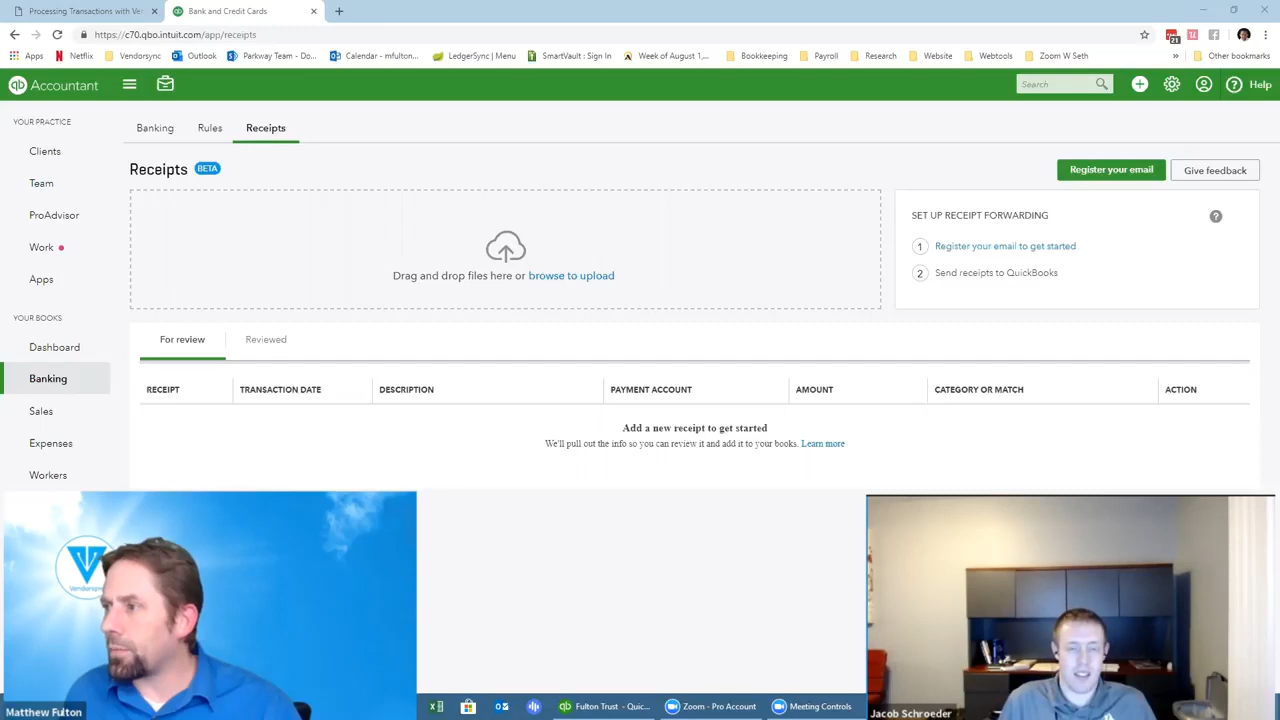 Processing Transactions with Ver
Bank and Credit Cards
https://c70.qbo.intuit.com/app/receipts
21
Apps
Netflix
Vendorsync
Outlook
Parkway Team - Do...
Calendar - mfulton...
LedgerSync | Menu
SmartVault : Sign In
Week of August 1,...
Bookkeeping
Payroll
Research
Website
Webtools
Zoom W Seth
»
Other bookmarks
qb Accountant
Search
Help
YOUR PRACTICE
Clients
Team
ProAdvisor
Work
Apps
YOUR BOOKS
Dashboard
Banking
Sales
Expenses
Workers
Banking
Rules
Receipts
Receipts
BETA
Register your email
Give feedback
Drag and drop files here or browse to upload
SET UP RECEIPT FORWARDING
?
1 Register your email to get started
2 Send receipts to QuickBooks
For review
Reviewed
RECEIPT
TRANSACTION DATE
DESCRIPTION
PAYMENT ACCOUNT
AMOUNT
CATEGORY OR MATCH
ACTION
Add a new receipt to get started
We'll pull out the info so you can review it and add it to your books. Learn more
Vendorsync
Matthew Fulton
Jacob Schroeder
Fulton Trust - Quic...
Zoom - Pro Account
Meeting Controls